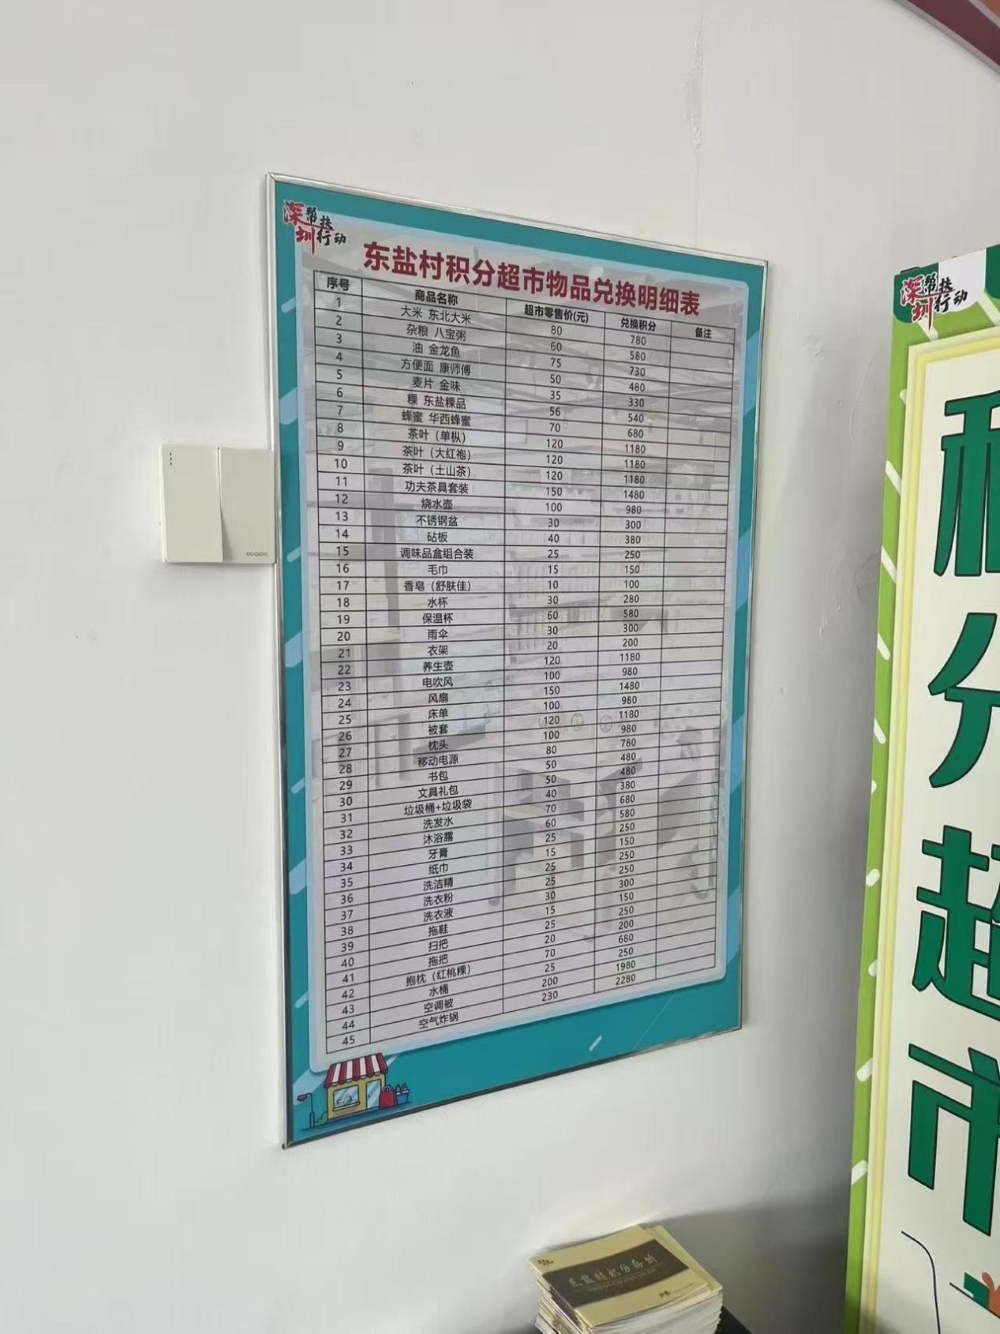 深圳帮扶行动
东盐村积分超市物品兑换明细表
序号 商品名称 超市零售价(元) 兑换积分 备注
1 大米 东北大米 80 780
2 杂粮 八宝粥 60 580
3 油 金龙鱼 75 730
4 方便面 康师傅 50 480
5 麦片 金味 35 330
6 粿 东盐粿品 56 540
7 蜂蜜 华西蜂蜜 70 680
8 茶叶（单枞） 120 1180
9 茶叶（大红袍） 120 1180
10 茶叶（土山茶） 120 1180
11 功夫茶具套装 150 1480
12 烧水壶 100 980
13 不锈钢盆 30 300
14 砧板 40 380
15 调味品盒组合装 25 250
16 毛巾 15 150
17 香皂（舒肤佳） 10 100
18 水杯 30 280
19 保温杯 60 580
20 雨伞 30 300
21 衣架 20 200
22 养生壶 120 1180
23 电吹风 100 980
24 风扇 150 1480
25 床单 100 980
26 被套 120 1180
27 枕头 100 980
28 移动电源 80 780
29 书包 50 480
30 文具礼包 50 480
31 垃圾桶+垃圾袋 40 380
32 洗发水 70 680
33 沐浴露 60 580
34 牙膏 25 250
35 纸巾 15 150
36 洗洁精 25 250
37 洗衣粉 25 250
38 洗衣液 30 300
39 拖鞋 15 150
40 扫把 25 250
41 拖把 20 200
42 抱枕（红桃粿） 70 680
43 水桶 25 250
44 空调被 200 1980
45 空气炸锅 230 2280
深圳帮扶行动
积分超市
东盐村积分存折